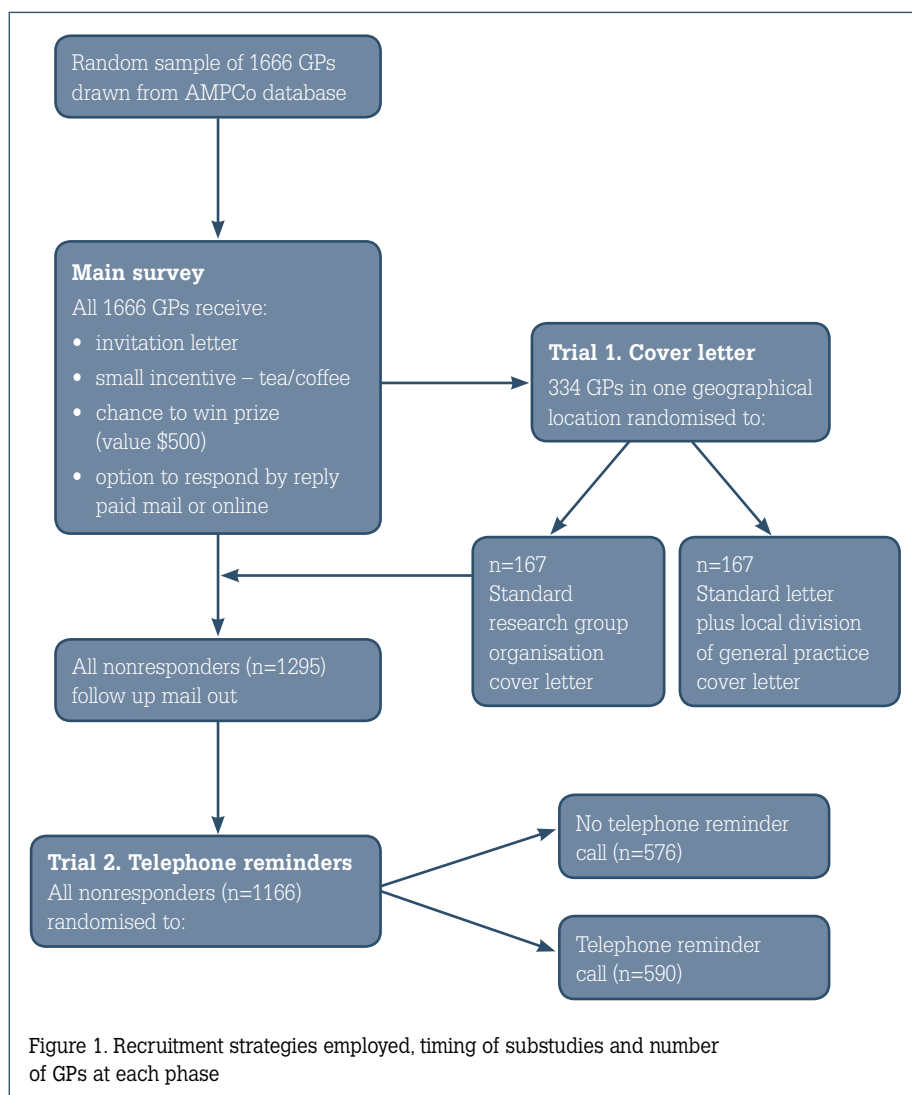 Random sample of 1666 GPs
drawn from AMPCo database
Main survey
All 1666 GPs receive:
• invitation letter
• small incentive – tea/coffee
• chance to win prize
(value $500)
• option to respond by reply
paid mail or online
Trial 1. Cover letter
334 GPs in one geographical
location randomised to:
n=167
Standard
research group
organisation
cover letter
n=167
Standard letter
plus local division
of general practice
cover letter
All nonresponders (n=1295)
follow up mail out
Trial 2. Telephone reminders
All nonresponders (n=1166)
randomised to:
No telephone reminder
call (n=576)
Telephone reminder
call (n=590)
Figure 1. Recruitment strategies employed, timing of substudies and number
of GPs at each phase